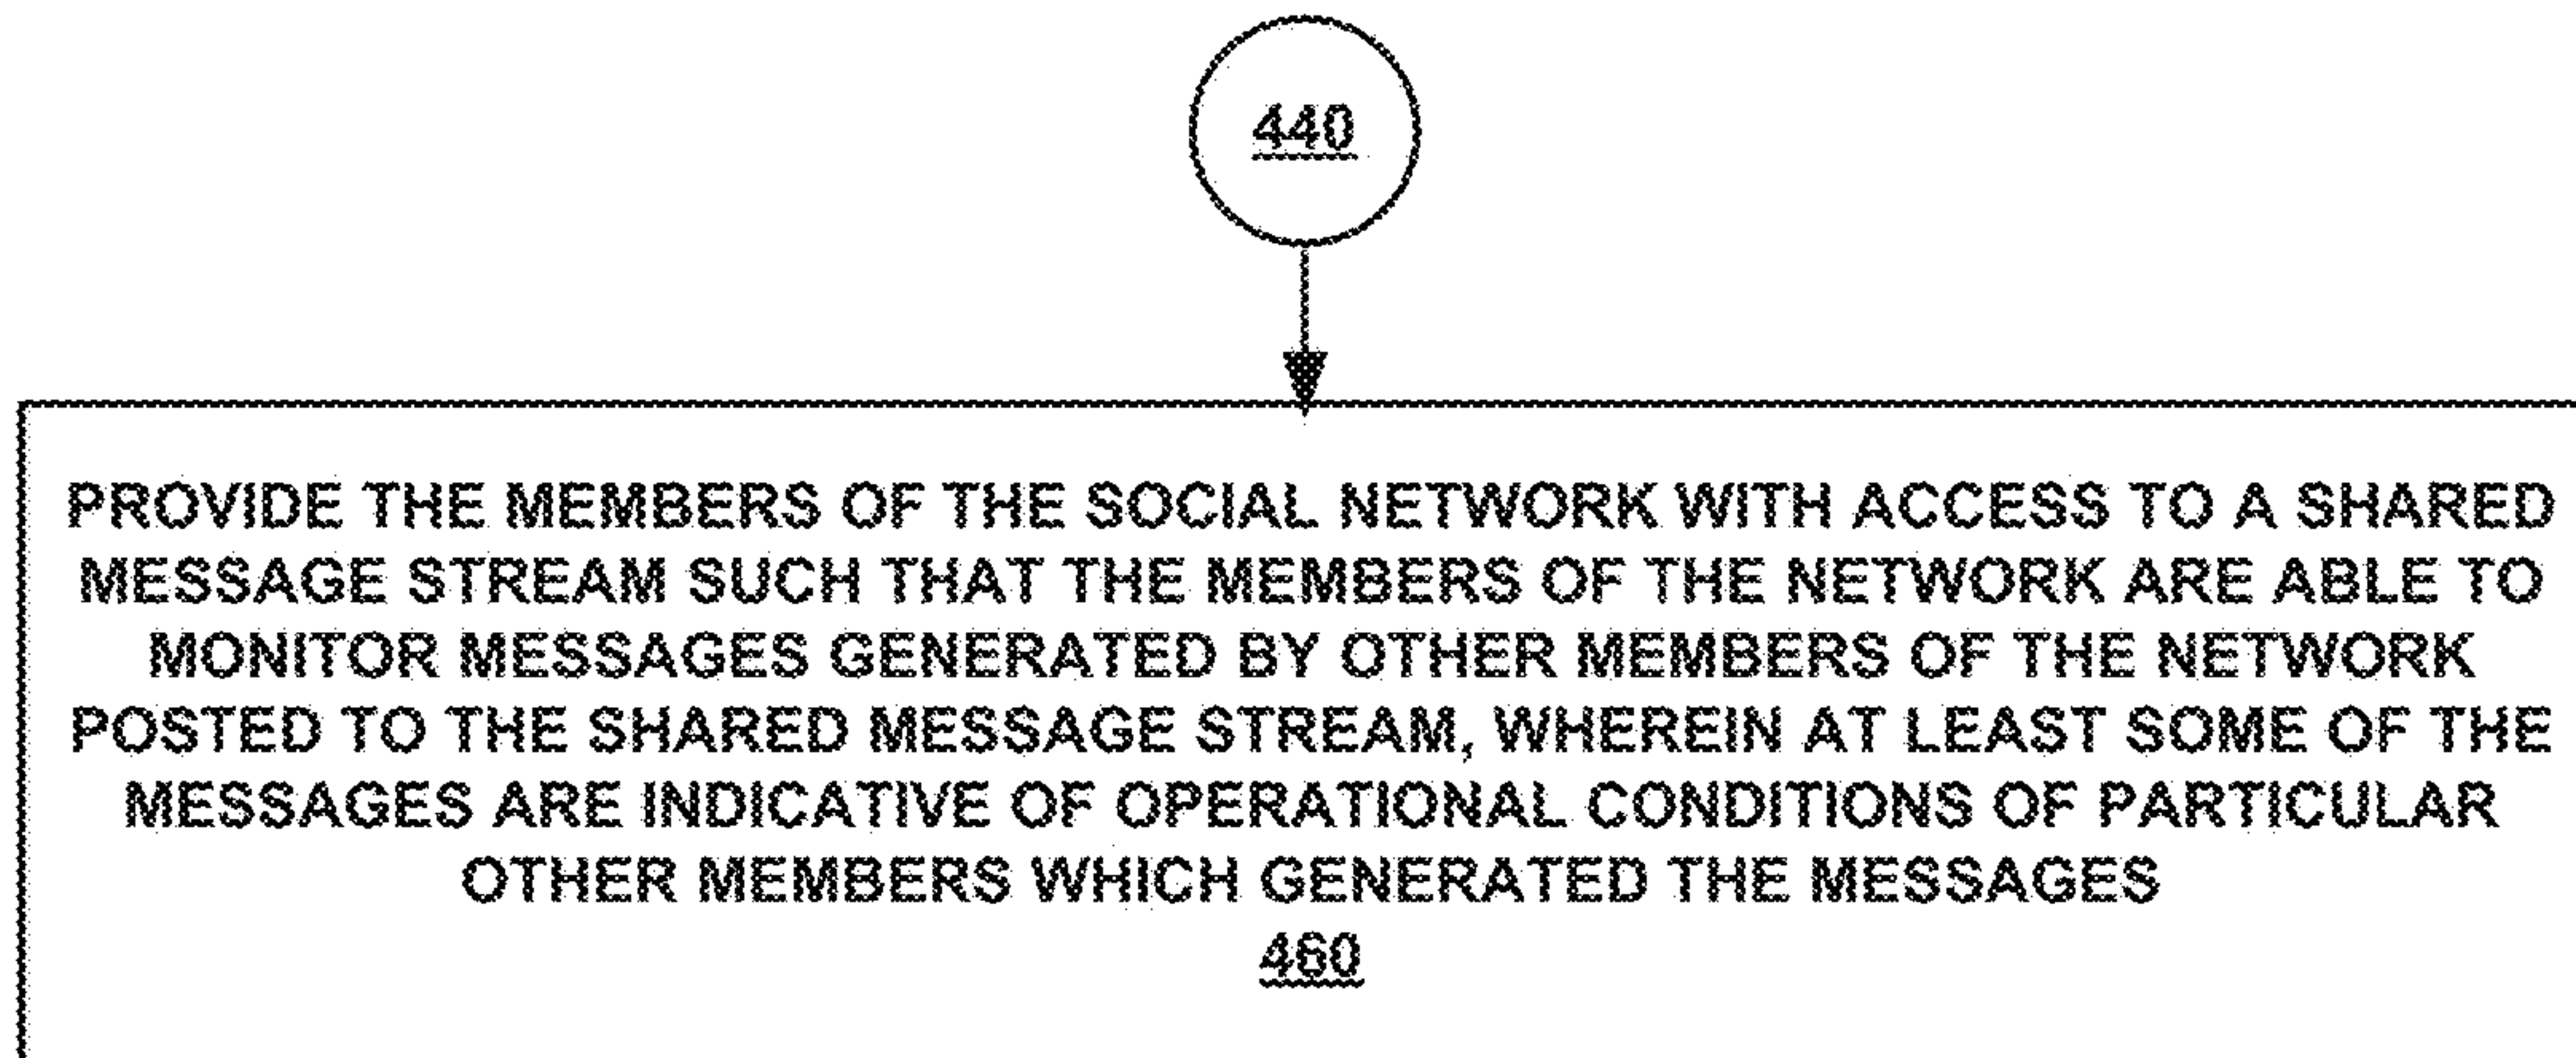 440
PROVIDE THE MEMBERS OF THE SOCIAL NETWORK WITH ACCESS TO A SHARED
MESSAGE STREAM SUCH THAT THE MEMBERS OF THE NETWORK ARE ABLE TO
MONITOR MESSAGES GENERATED BY OTHER MEMBERS OF THE NETWORK
POSTED TO THE SHARED MESSAGE STREAM, WHEREIN AT LEAST SOME OF THE
MESSAGES ARE INDICATIVE OF OPERATIONAL CONDITIONS OF PARTICULAR
OTHER MEMBERS WHICH GENERATED THE MESSAGES
460